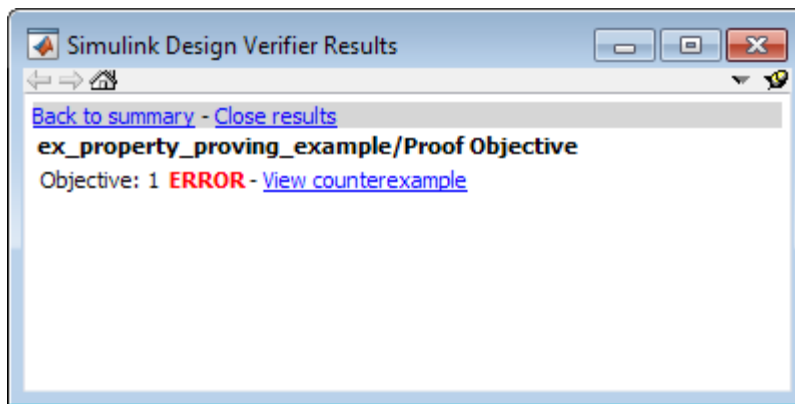 Simulink Design Verifier Results
Back to summary - Close results
ex_property_proving_example/Proof Objective
Objective: 1 ERROR - View counterexample